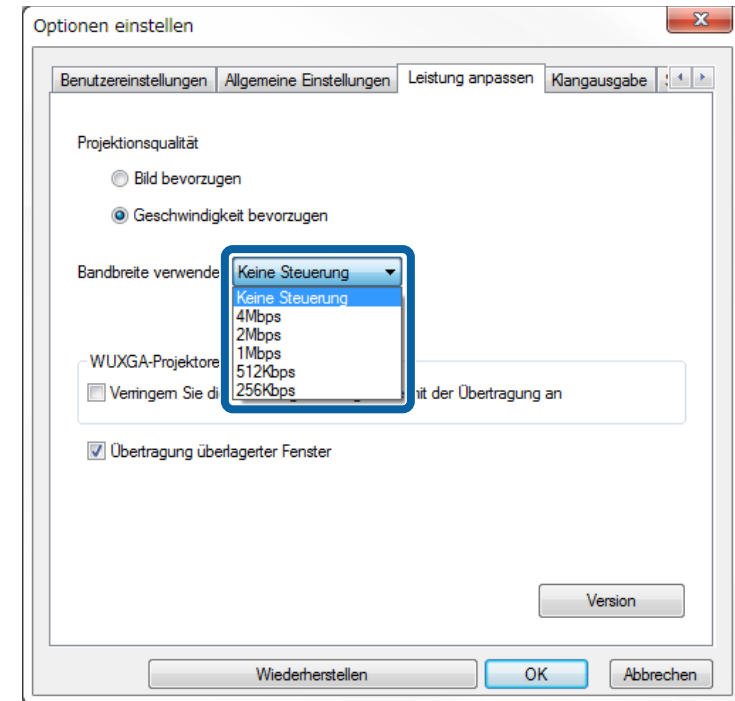 Optionen einstellen
Benutzereinstellungen Allgemeine Einstellungen Leistung anpassen Klangausgabe
Projektionsqualität
Bild bevorzugen
Geschwindigkeit bevorzugen
Bandbreite verwende Keine Steuerung
Keine Steuerung
4Mbps
2Mbps
1Mbps
512Kbps
256Kbps
WUXGA-Projektore
Verringern Sie di mit der Übertragung an
Übertragung überlagerter Fenster
Version
Wiederherstellen OK Abbrechen